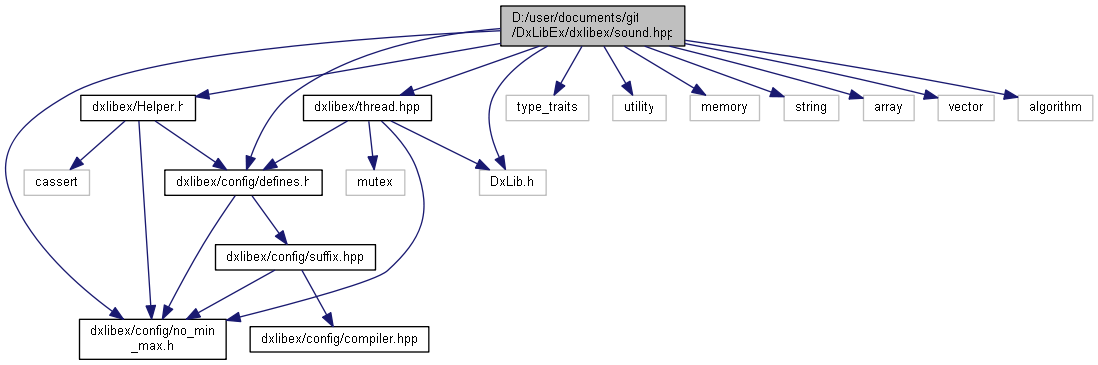 D:/user/documents/git
/DxLibEx/dxlibex/sound.hpp
dxlibex/Helper.h
dxlibex/thread.hpp
type_traits
utility
memory
string
array
vector
algorithm
cassert
dxlibex/config/defines.h
mutex
DxLib.h
dxlibex/config/suffix.hpp
dxlibex/config/no_min
_max.h
dxlibex/config/compiler.hpp